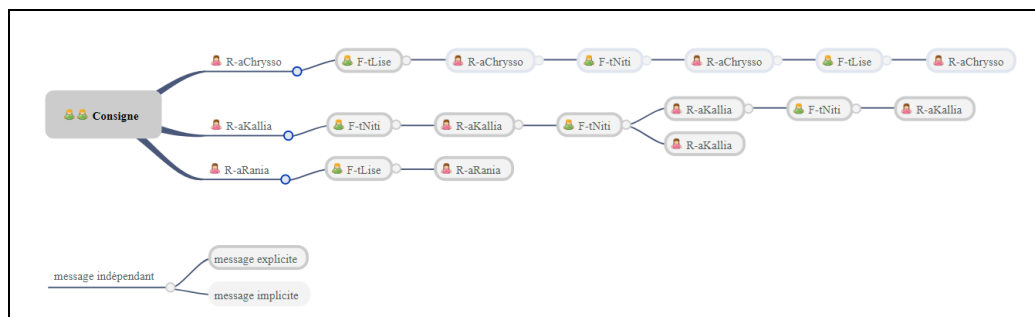 R-aChrysso F-tLise R-aChrysso F-tNiti R-aChrysso F-tLise R-aChrysso
Consigne
R-aKallia F-tNiti R-aKallia F-tNiti R-aKallia F-tNiti R-aKallia
R-aKallia
R-aRania F-tLise R-aRania
message explicite
message indépendant
message implicite